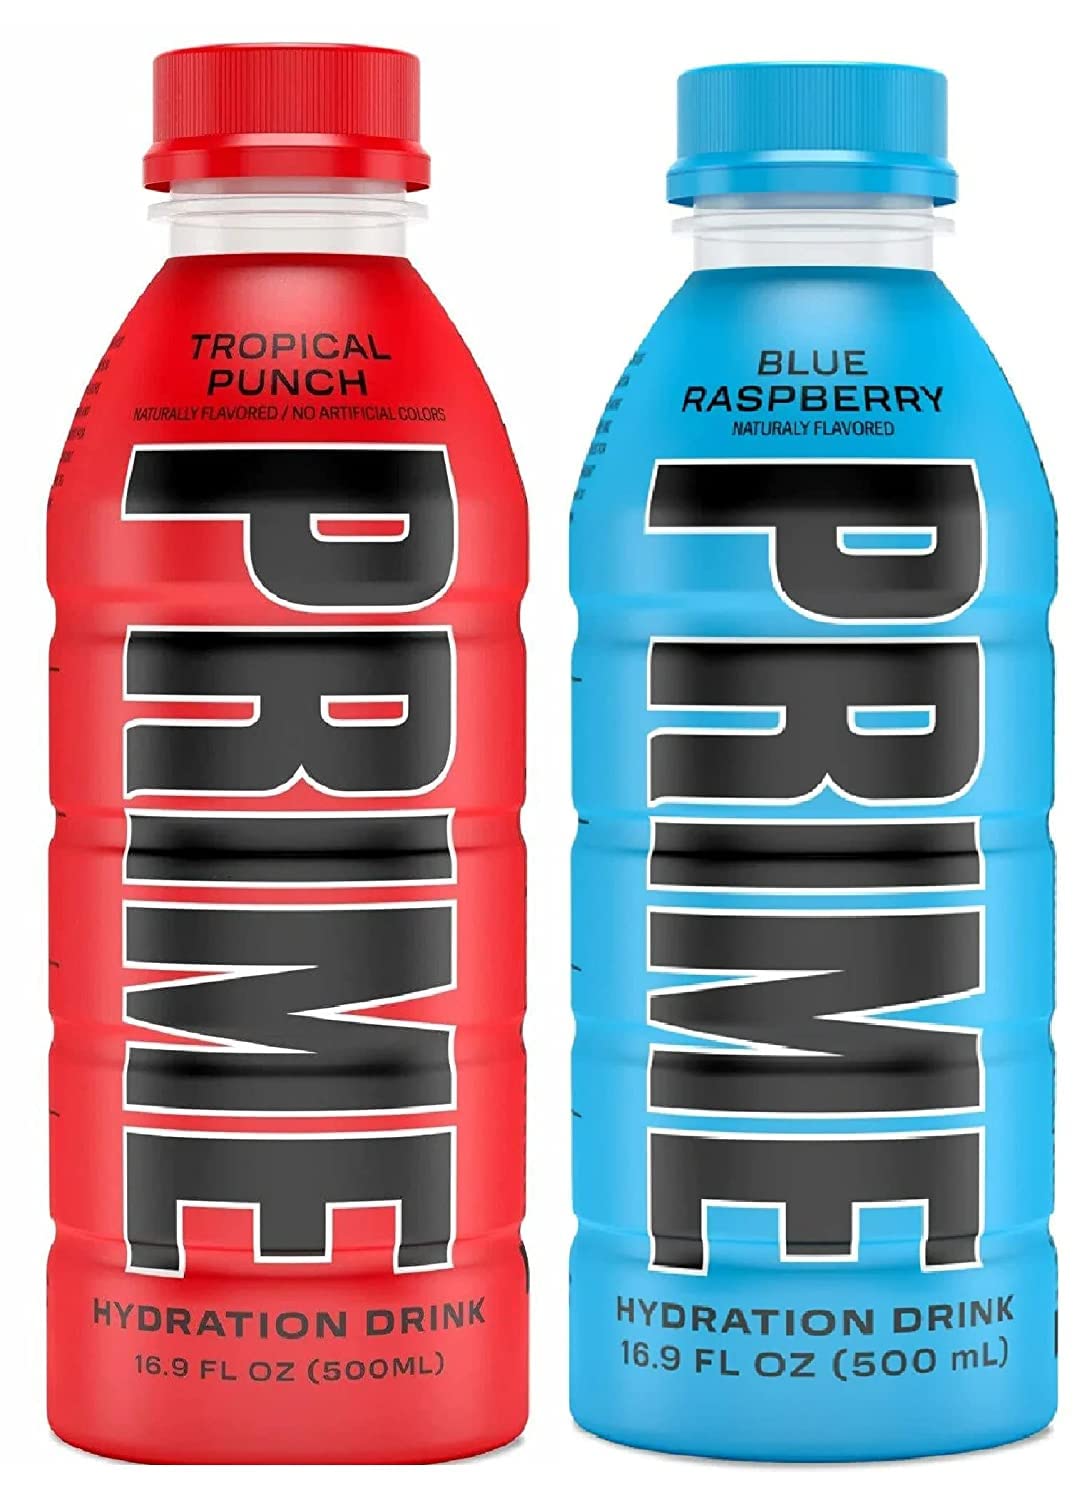 TROPICAL
PUNCH
NATURALLY FLAVORED / NO ARTIFICIAL COLORS
PRIME
HYDRATION DRINK
16.9 FL OZ (500ML)
BLUE
RASPBERRY
NATURALY FLAVORED
PRIME
HYDRATION DRINK
16.9 FL OZ (500 mL)